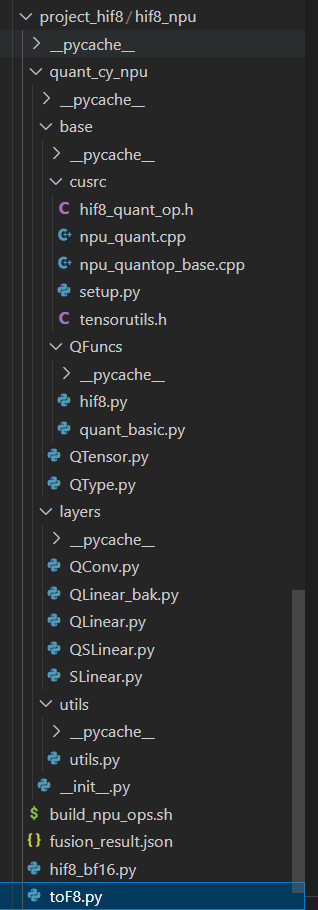 project_hif8 / hif8_npu
__pycache__
quant_cy_npu
__pycache__
base
__pycache__
cusrc
C hif8_quant_op.h
npu_quant.cpp
npu_quantop_base.cpp
setup.py
C tensorutils.h
QFuncs
__pycache__
hif8.py
quant_basic.py
QTensor.py
QType.py
layers
__pycache__
QConv.py
QLinear_bak.py
QLinear.py
QSLinear.py
SLinear.py
utils
__pycache__
utils.py
__init__.py
$ build_npu_ops.sh
{} fusion_result.json
hif8_bf16.py
toF8.py